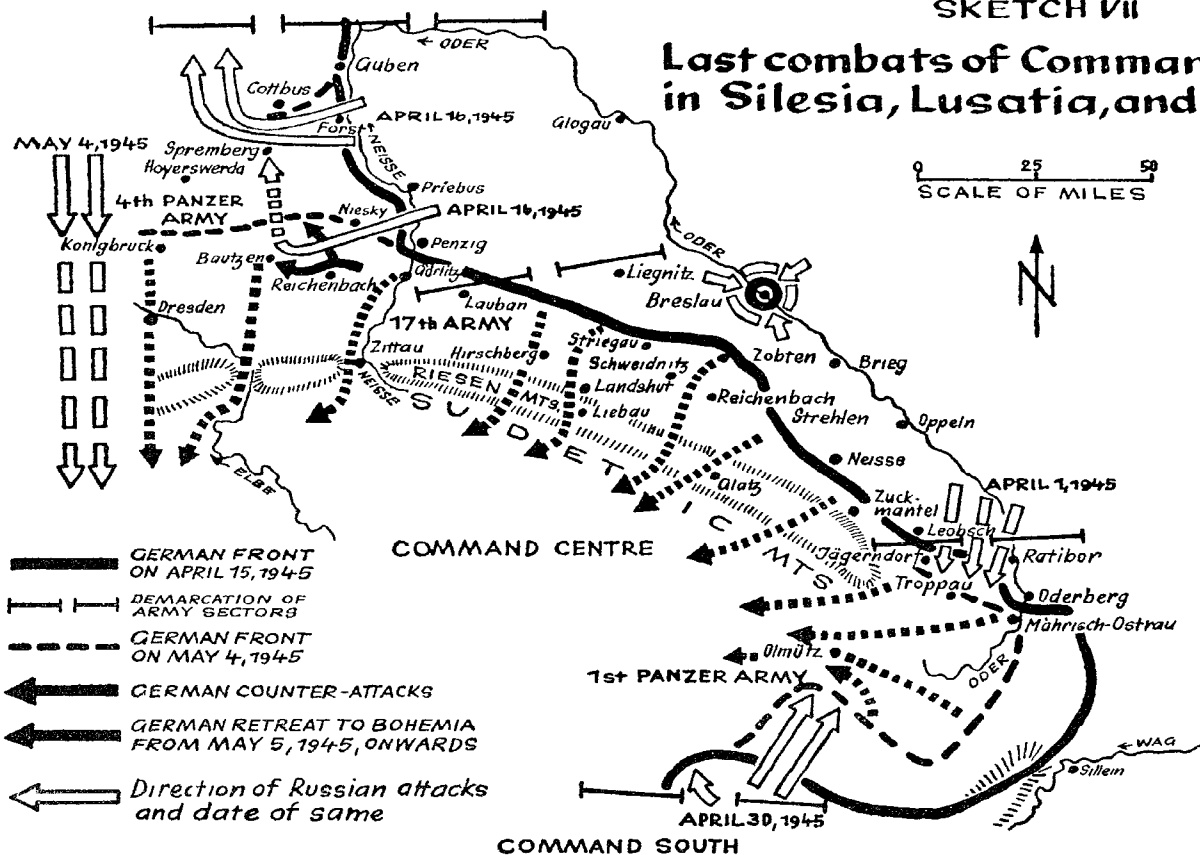 SKETCH VII
Last combats of Comman
in Silesia, Lusatia, and
0 25 50
SCALE OF MILES
N
← ODER
Guben
Cottbus
APRIL 16, 1945
Forst
NEISSE
Glogau
MAY 4, 1945
Spremberg
Hoyerswerda
4th PANZER
ARMY
Priebus
Niesky
APRIL 16, 1945
Konigbruck
Penzig
ODER
Bautzen
Görlitz
Reichenbach
Liegnitz
Breslau
Lauban
Dresden
17th ARMY
Striegau
Zittau
Hirschberg
Schweidnitz
Zobten
Brieg
RIESEN
MTS.
Landshut
Reichenbach
NEISSE
Liebau
Strehlen
Oppeln
SUDETIC
MTS
Neisse
Glatz
ELBE
APRIL 1, 1945
Zuck-
mantel
Leobsch
COMMAND CENTRE
Jägerndorf
Ratibor
Troppau
Oderberg
Mährisch-Ostrau
Olmütz
ODER
1st PANZER ARMY
← WAG
Sillein
APRIL 30, 1945
COMMAND SOUTH
GERMAN FRONT
ON APRIL 15, 1945
DEMARCATION OF
ARMY SECTORS
GERMAN FRONT
ON MAY 4, 1945
GERMAN COUNTER-ATTACKS
GERMAN RETREAT TO BOHEMIA
FROM MAY 5, 1945, ONWARDS
Direction of Russian attacks
and date of same